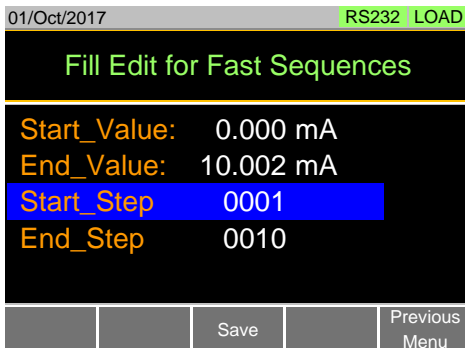 01/Oct/2017 RS232 LOAD
Fill Edit for Fast Sequences
Start_Value: 0.000 mA
End_Value: 10.002 mA
Start_Step 0001
End_Step 0010
Save
Previous
Menu